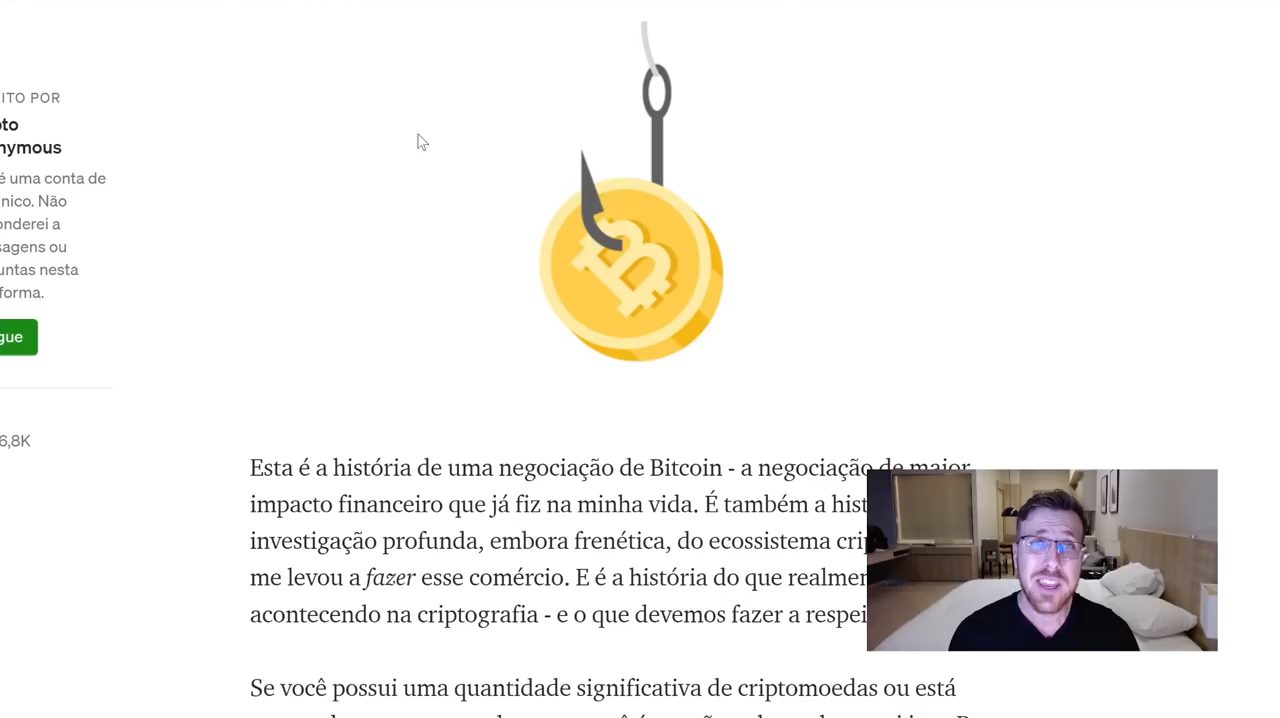 ITO POR
nymous
é uma conta de
nico. Não
onderei a
sagens ou
untas nesta
forma.
gue
6,8K
Esta é a história de uma negociação de Bitcoin - a negociação de maior
impacto financeiro que já fiz na minha vida. É também a hist
investigação profunda, embora frenética, do ecossistema crip
me levou a fazer esse comércio. E é a história do que realmen
acontecendo na criptografia - e o que devemos fazer a respei
Se você possui uma quantidade significativa de criptomoedas ou está